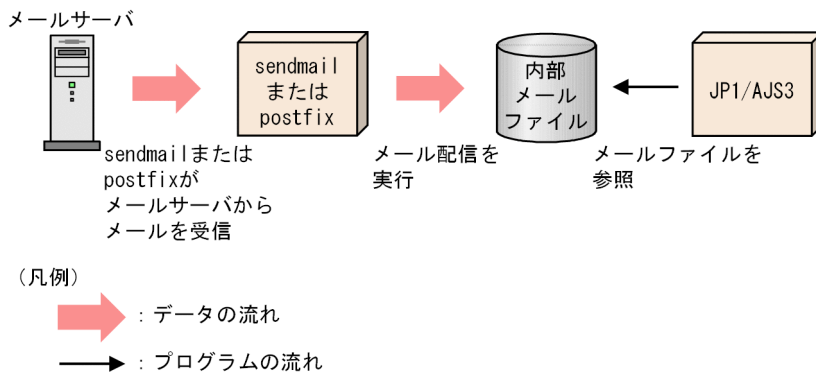 メールサーバ
sendmail
または
postfix
内部
メール
ファイル
JP1/AJS3
sendmailまたは
postfixが
メールサーバから
メールを受信
メール配信を
実行
メールファイルを
参照
(凡例)
：データの流れ
：プログラムの流れ